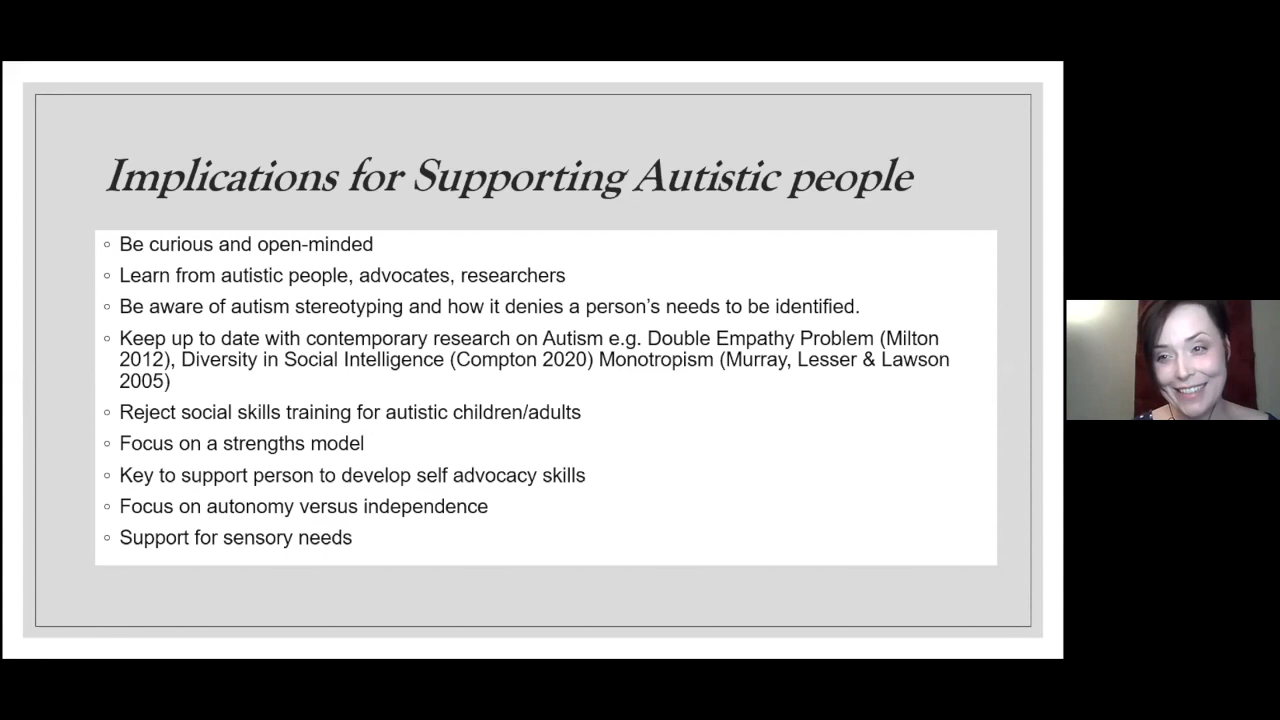 Implications for Supporting Autistic people
Be curious and open-minded
Learn from autistic people, advocates, researchers
Be aware of autism stereotyping and how it denies a person's needs to be identified.
Keep up to date with contemporary research on Autism e.g. Double Empathy Problem (Milton
2012), Diversity in Social Intelligence (Compton 2020) Monotropism (Murray, Lesser & Lawson
2005)
Reject social skills training for autistic children/adults
Focus on a strengths model
Key to support person to develop self advocacy skills
Focus on autonomy versus independence
Support for sensory needs